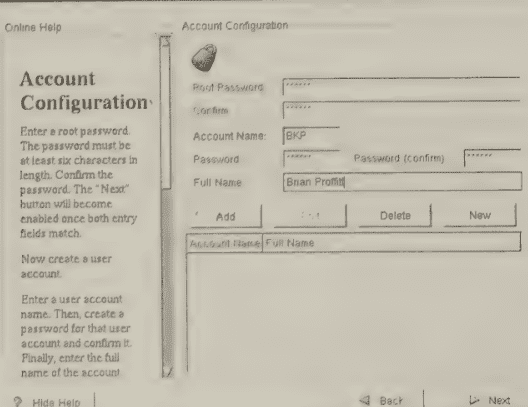 Online Help
Account Configuration
Account
Configuration
Enter a root password.
The password must be
at least six characters in
length. Confirm the
password. The "Next"
button will become
enabled once both entry
fields match.
Now create a user
account.
Enter a user account
name. Then, create a
password for that user
account and confirm it.
Finally, enter the full
name of the account
Root Password ******
Confirm ******
Account Name: BKP
Password ****** Password (confirm) ******
Full Name Brian Proffitt
Add Edit Delete New
Account Name Full Name
? Hide Help
Back Next